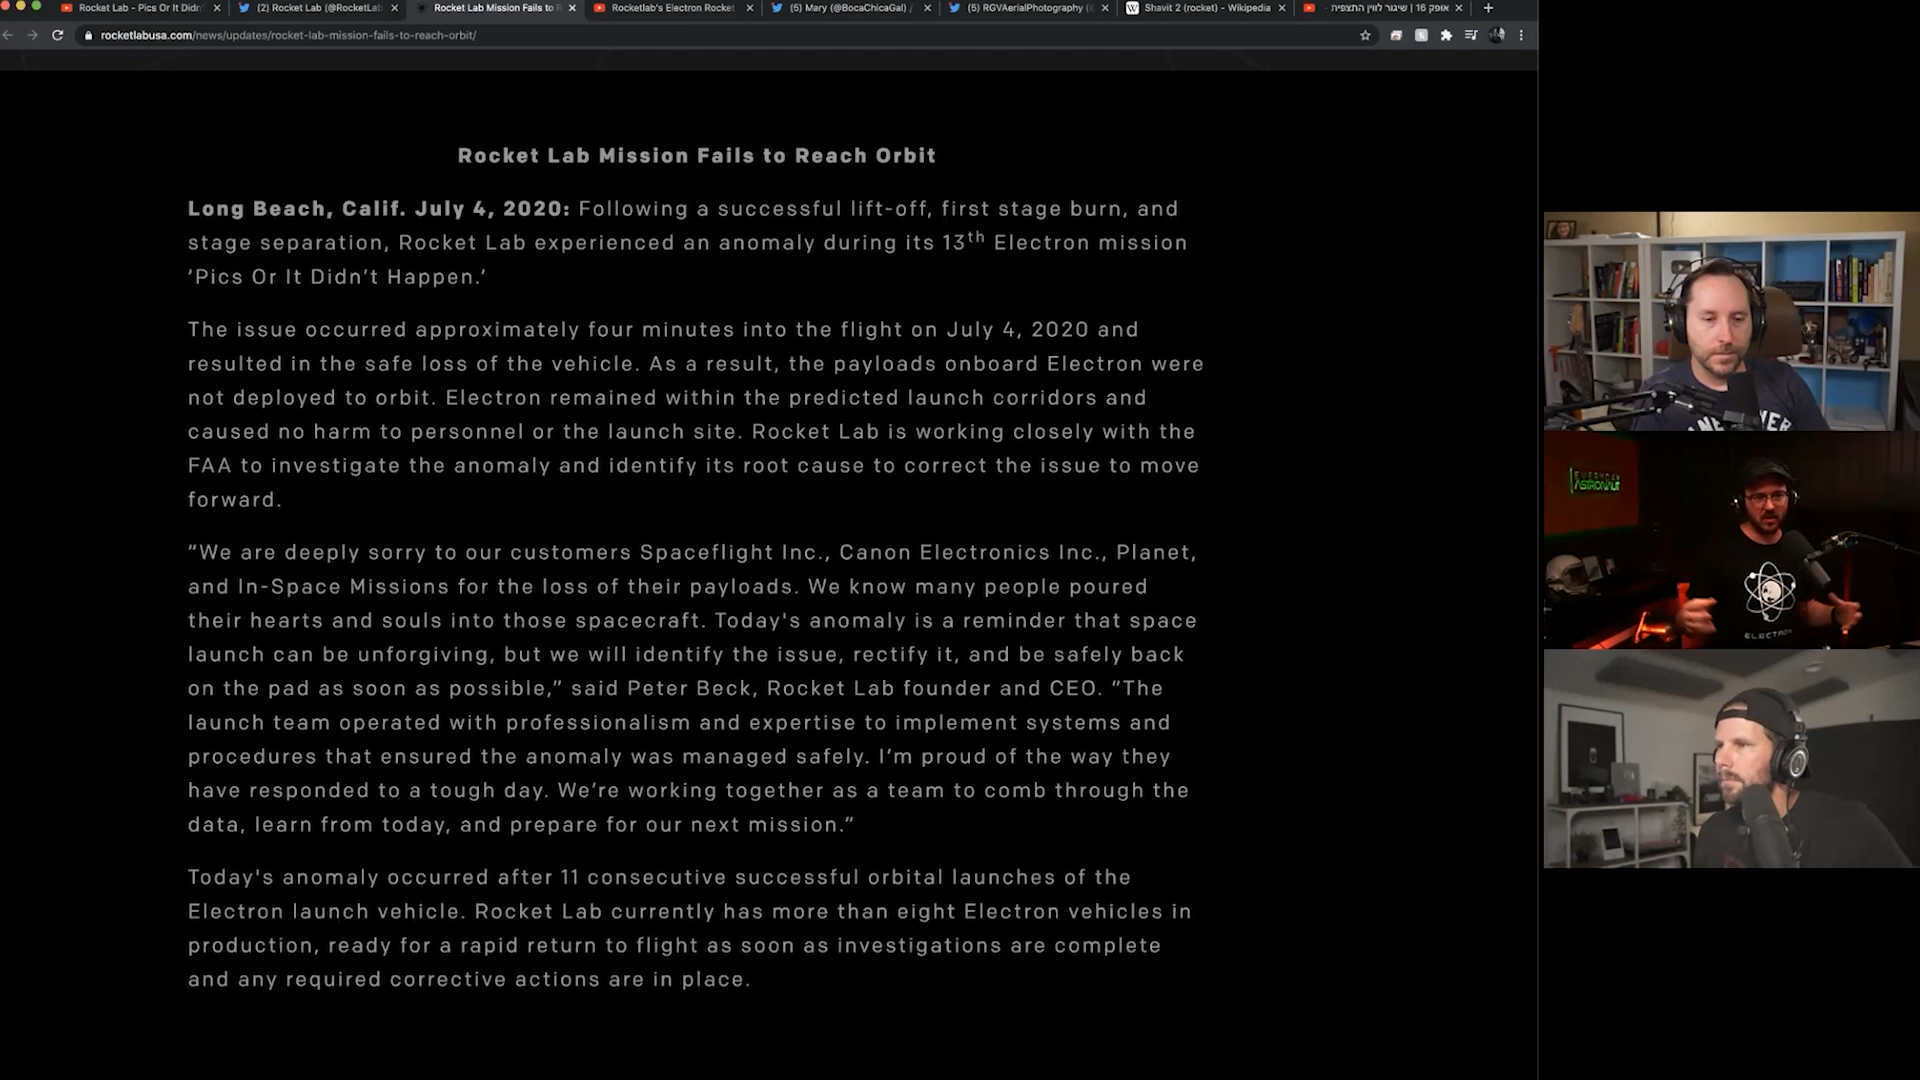 Rocket Lab - Pics Or It Didn'
(2) Rocket Lab (@RocketLab
Rocket Lab Mission Fails to R
Rocketlab's Electron Rocket
(5) Mary (@BocaChicaGal) /
(5) RGVAerialPhotography (@
Shavit 2 (rocket) - Wikipedia
אופק 16 | שיגור לווין התצפית
rocketlabusa.com/news/updates/rocket-lab-mission-fails-to-reach-orbit/
Rocket Lab Mission Fails to Reach Orbit
Long Beach, Calif. July 4, 2020: Following a successful lift-off, first stage burn, and
stage separation, Rocket Lab experienced an anomaly during its 13th Electron mission
‘Pics Or It Didn’t Happen.’
The issue occurred approximately four minutes into the flight on July 4, 2020 and
resulted in the safe loss of the vehicle. As a result, the payloads onboard Electron were
not deployed to orbit. Electron remained within the predicted launch corridors and
caused no harm to personnel or the launch site. Rocket Lab is working closely with the
FAA to investigate the anomaly and identify its root cause to correct the issue to move
forward.
“We are deeply sorry to our customers Spaceflight Inc., Canon Electronics Inc., Planet,
and In-Space Missions for the loss of their payloads. We know many people poured
their hearts and souls into those spacecraft. Today's anomaly is a reminder that space
launch can be unforgiving, but we will identify the issue, rectify it, and be safely back
on the pad as soon as possible,” said Peter Beck, Rocket Lab founder and CEO. “The
launch team operated with professionalism and expertise to implement systems and
procedures that ensured the anomaly was managed safely. I’m proud of the way they
have responded to a tough day. We’re working together as a team to comb through the
data, learn from today, and prepare for our next mission.”
Today's anomaly occurred after 11 consecutive successful orbital launches of the
Electron launch vehicle. Rocket Lab currently has more than eight Electron vehicles in
production, ready for a rapid return to flight as soon as investigations are complete
and any required corrective actions are in place.
EVERYDAY
ASTRONAUT
ELECTRON